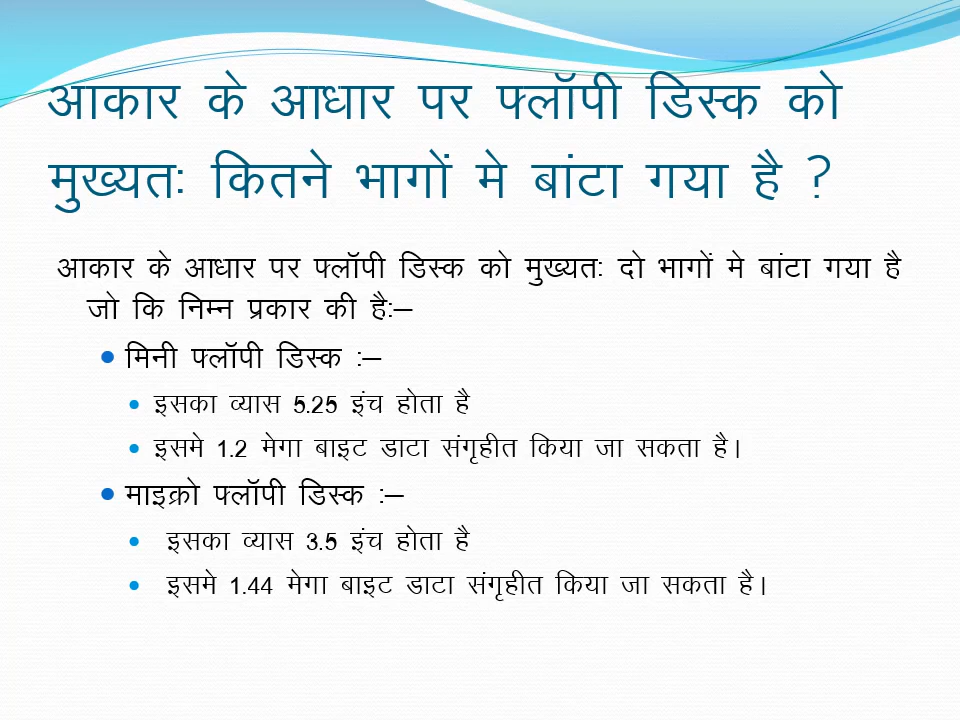 आकार के आधार पर फ्लॉपी डिस्क को
मुख्यतः कितने भागों मे बांटा गया है ?
आकार के आधार पर फ्लॉपी डिस्क को मुख्यतः दो भागों मे बांटा गया है
जो कि निम्न प्रकार की है:–
• मिनी फ्लॉपी डिस्क :–
• इसका व्यास 5.25 इंच होता है
• इसमे 1.2 मेगा बाइट डाटा संगृहीत किया जा सकता है।
• माइक्रो फ्लॉपी डिस्क :–
• इसका व्यास 3.5 इंच होता है
• इसमे 1.44 मेगा बाइट डाटा संगृहीत किया जा सकता है।